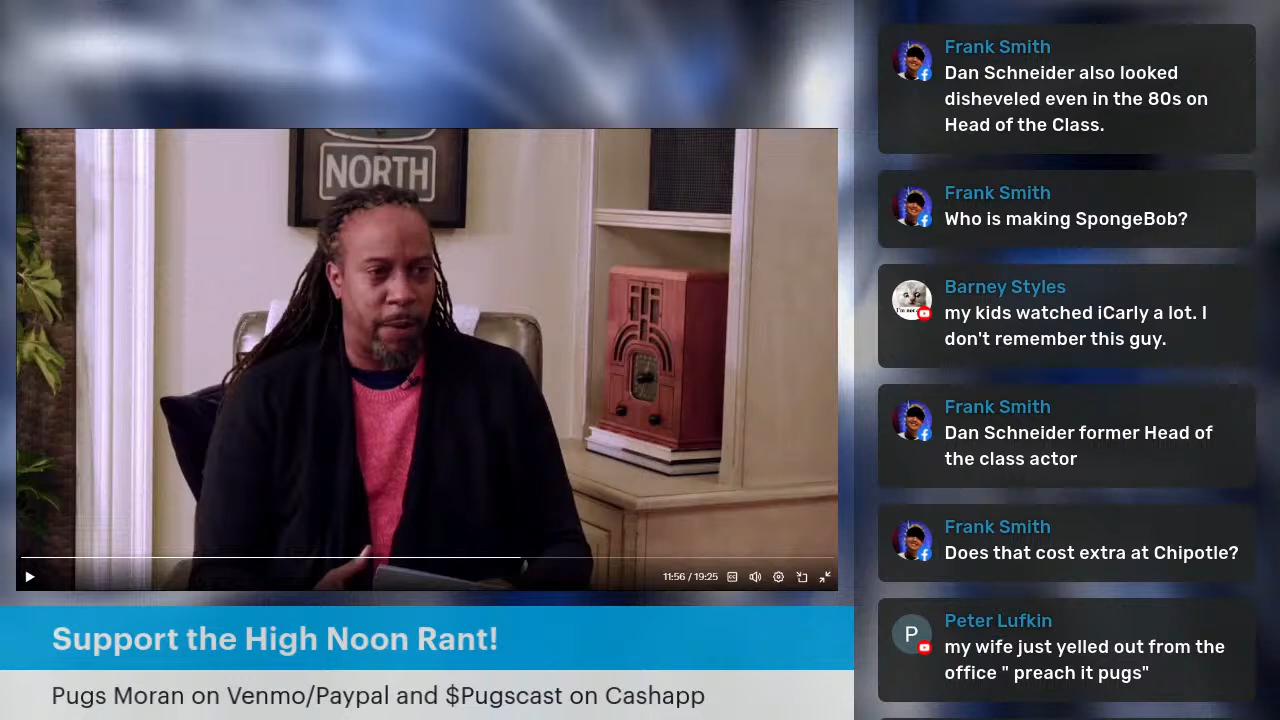 NORTH
11:56 / 19:25
CC
Support the High Noon Rant!
Pugs Moran on Venmo/Paypal and $Pugscast on Cashapp
Frank Smith
Dan Schneider also looked
disheveled even in the 80s on
Head of the Class.
Frank Smith
Who is making SpongeBob?
Barney Styles
my kids watched iCarly a lot. I
don't remember this guy.
Frank Smith
Dan Schneider former Head of
the class actor
Frank Smith
Does that cost extra at Chipotle?
P
Peter Lufkin
my wife just yelled out from the
office " preach it pugs"